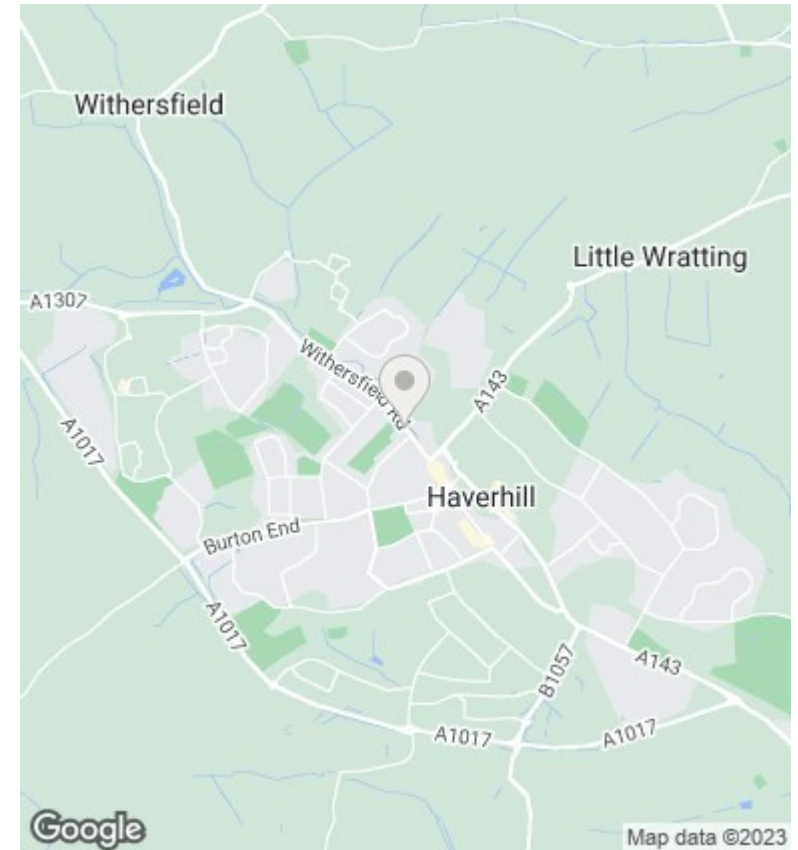 Withersfield
Little Wratting
A1307
Withersfield Rd
A143
A1017
Haverhill
Burton End
A1017
B1057
A143
A1017
A1017
Google
Map data ©2023